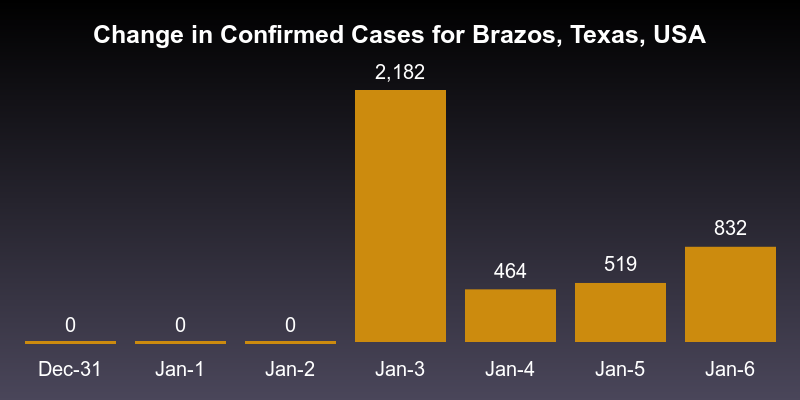 Change in Confirmed Cases for Brazos, Texas, USA
2,182
832
519
464
0 0 0
Dec-31 Jan-1 Jan-2 Jan-3 Jan-4 Jan-5 Jan-6